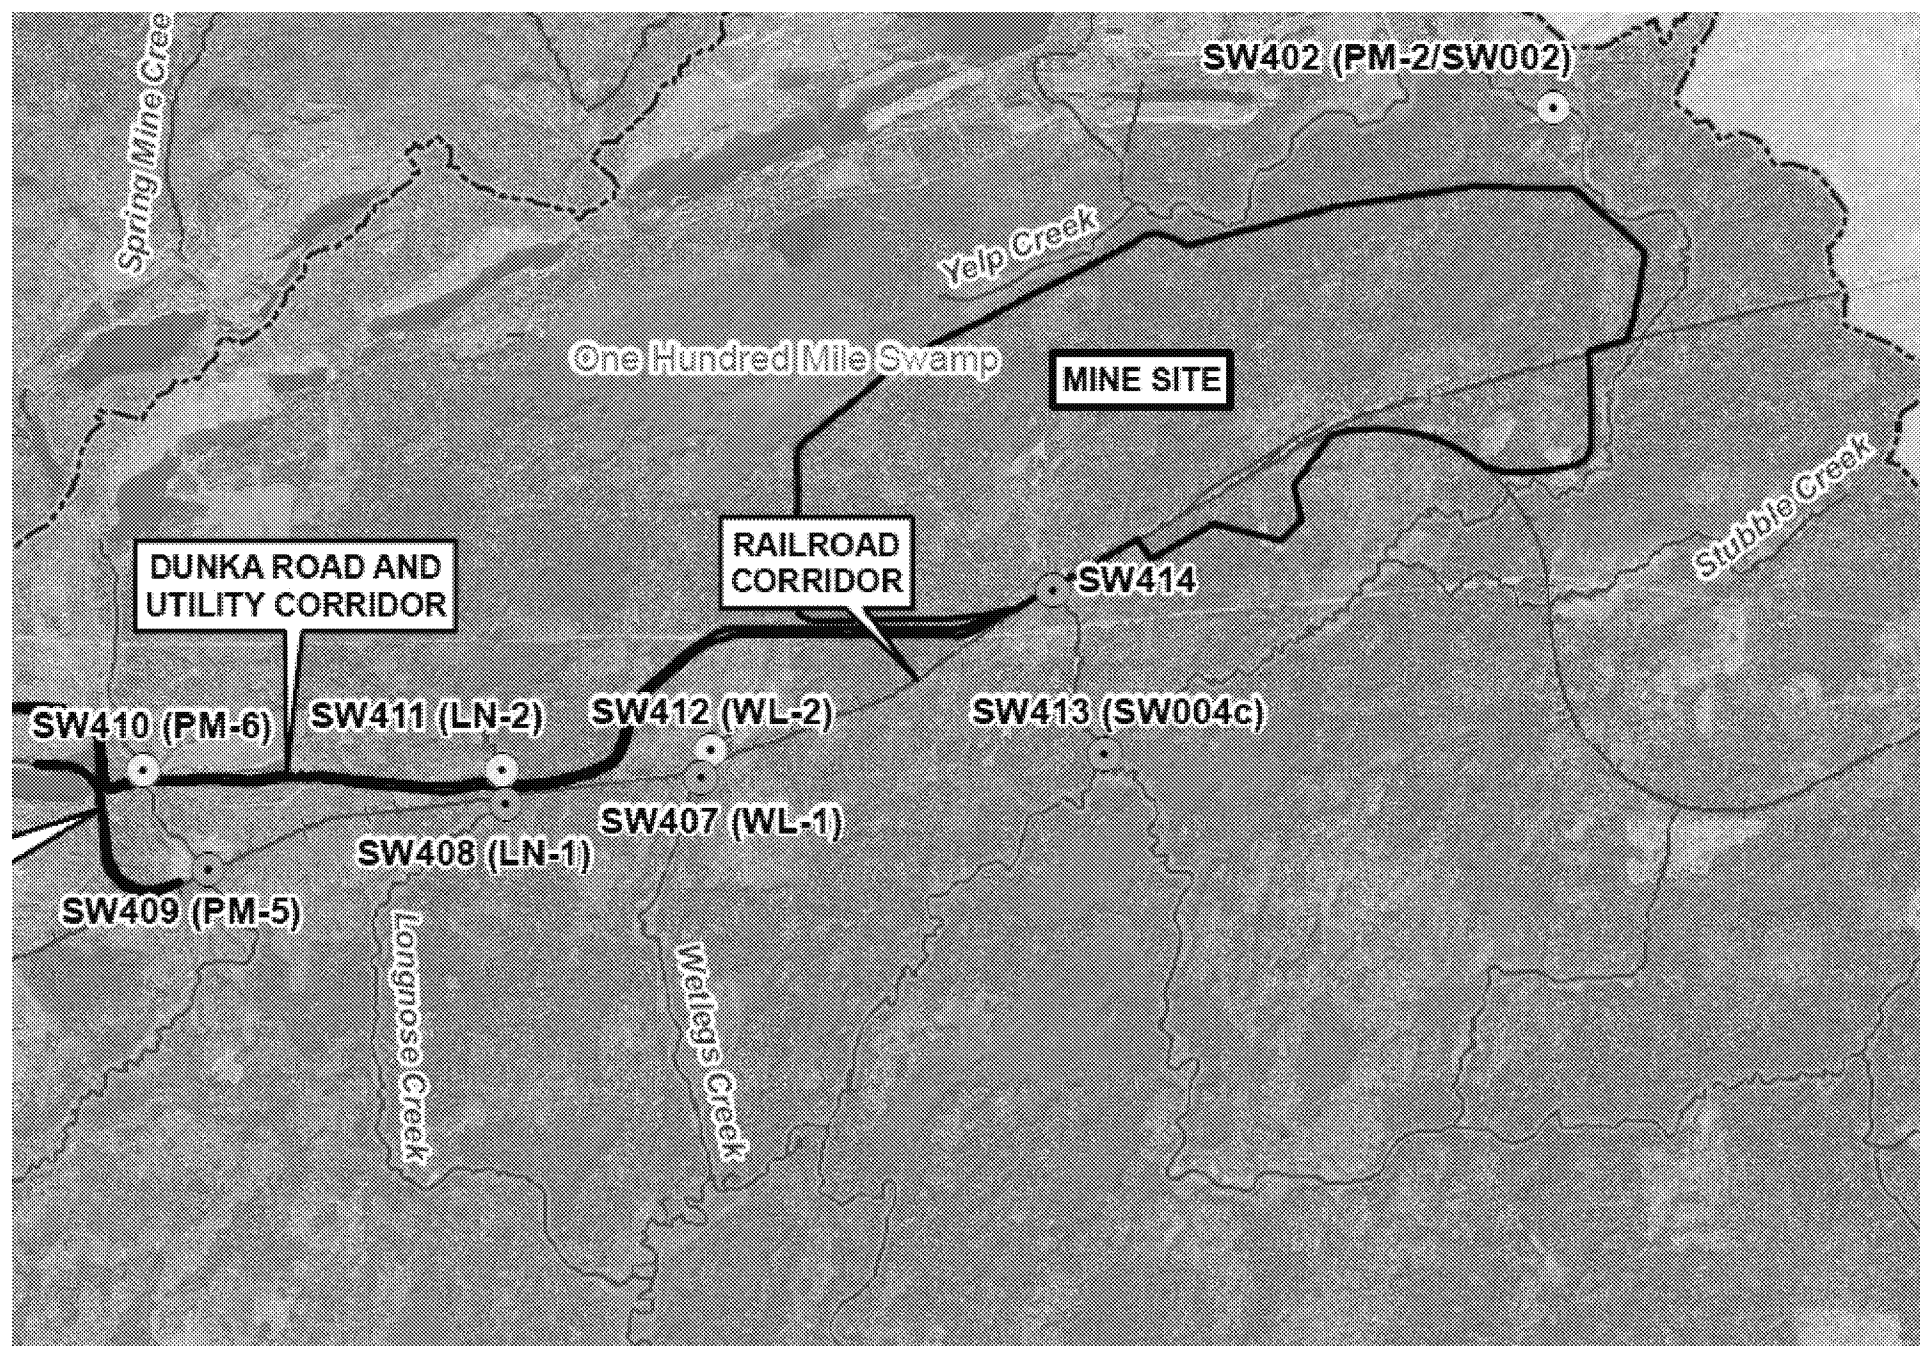 SW402 (PM-2/SW002)
Spring Mine Cree
Yelp Creek
One Hundred Mile Swamp
MINE SITE
Stubble Creek
RAILROAD
CORRIDOR
DUNKA ROAD AND
UTILITY CORRIDOR
SW414
SW410 (PM-6)
SW411 (LN-2)
SW412 (WL-2)
SW413 (SW004c)
SW407 (WL-1)
SW408 (LN-1)
SW409 (PM-5)
Longnose Creek
Wetlegs Creek